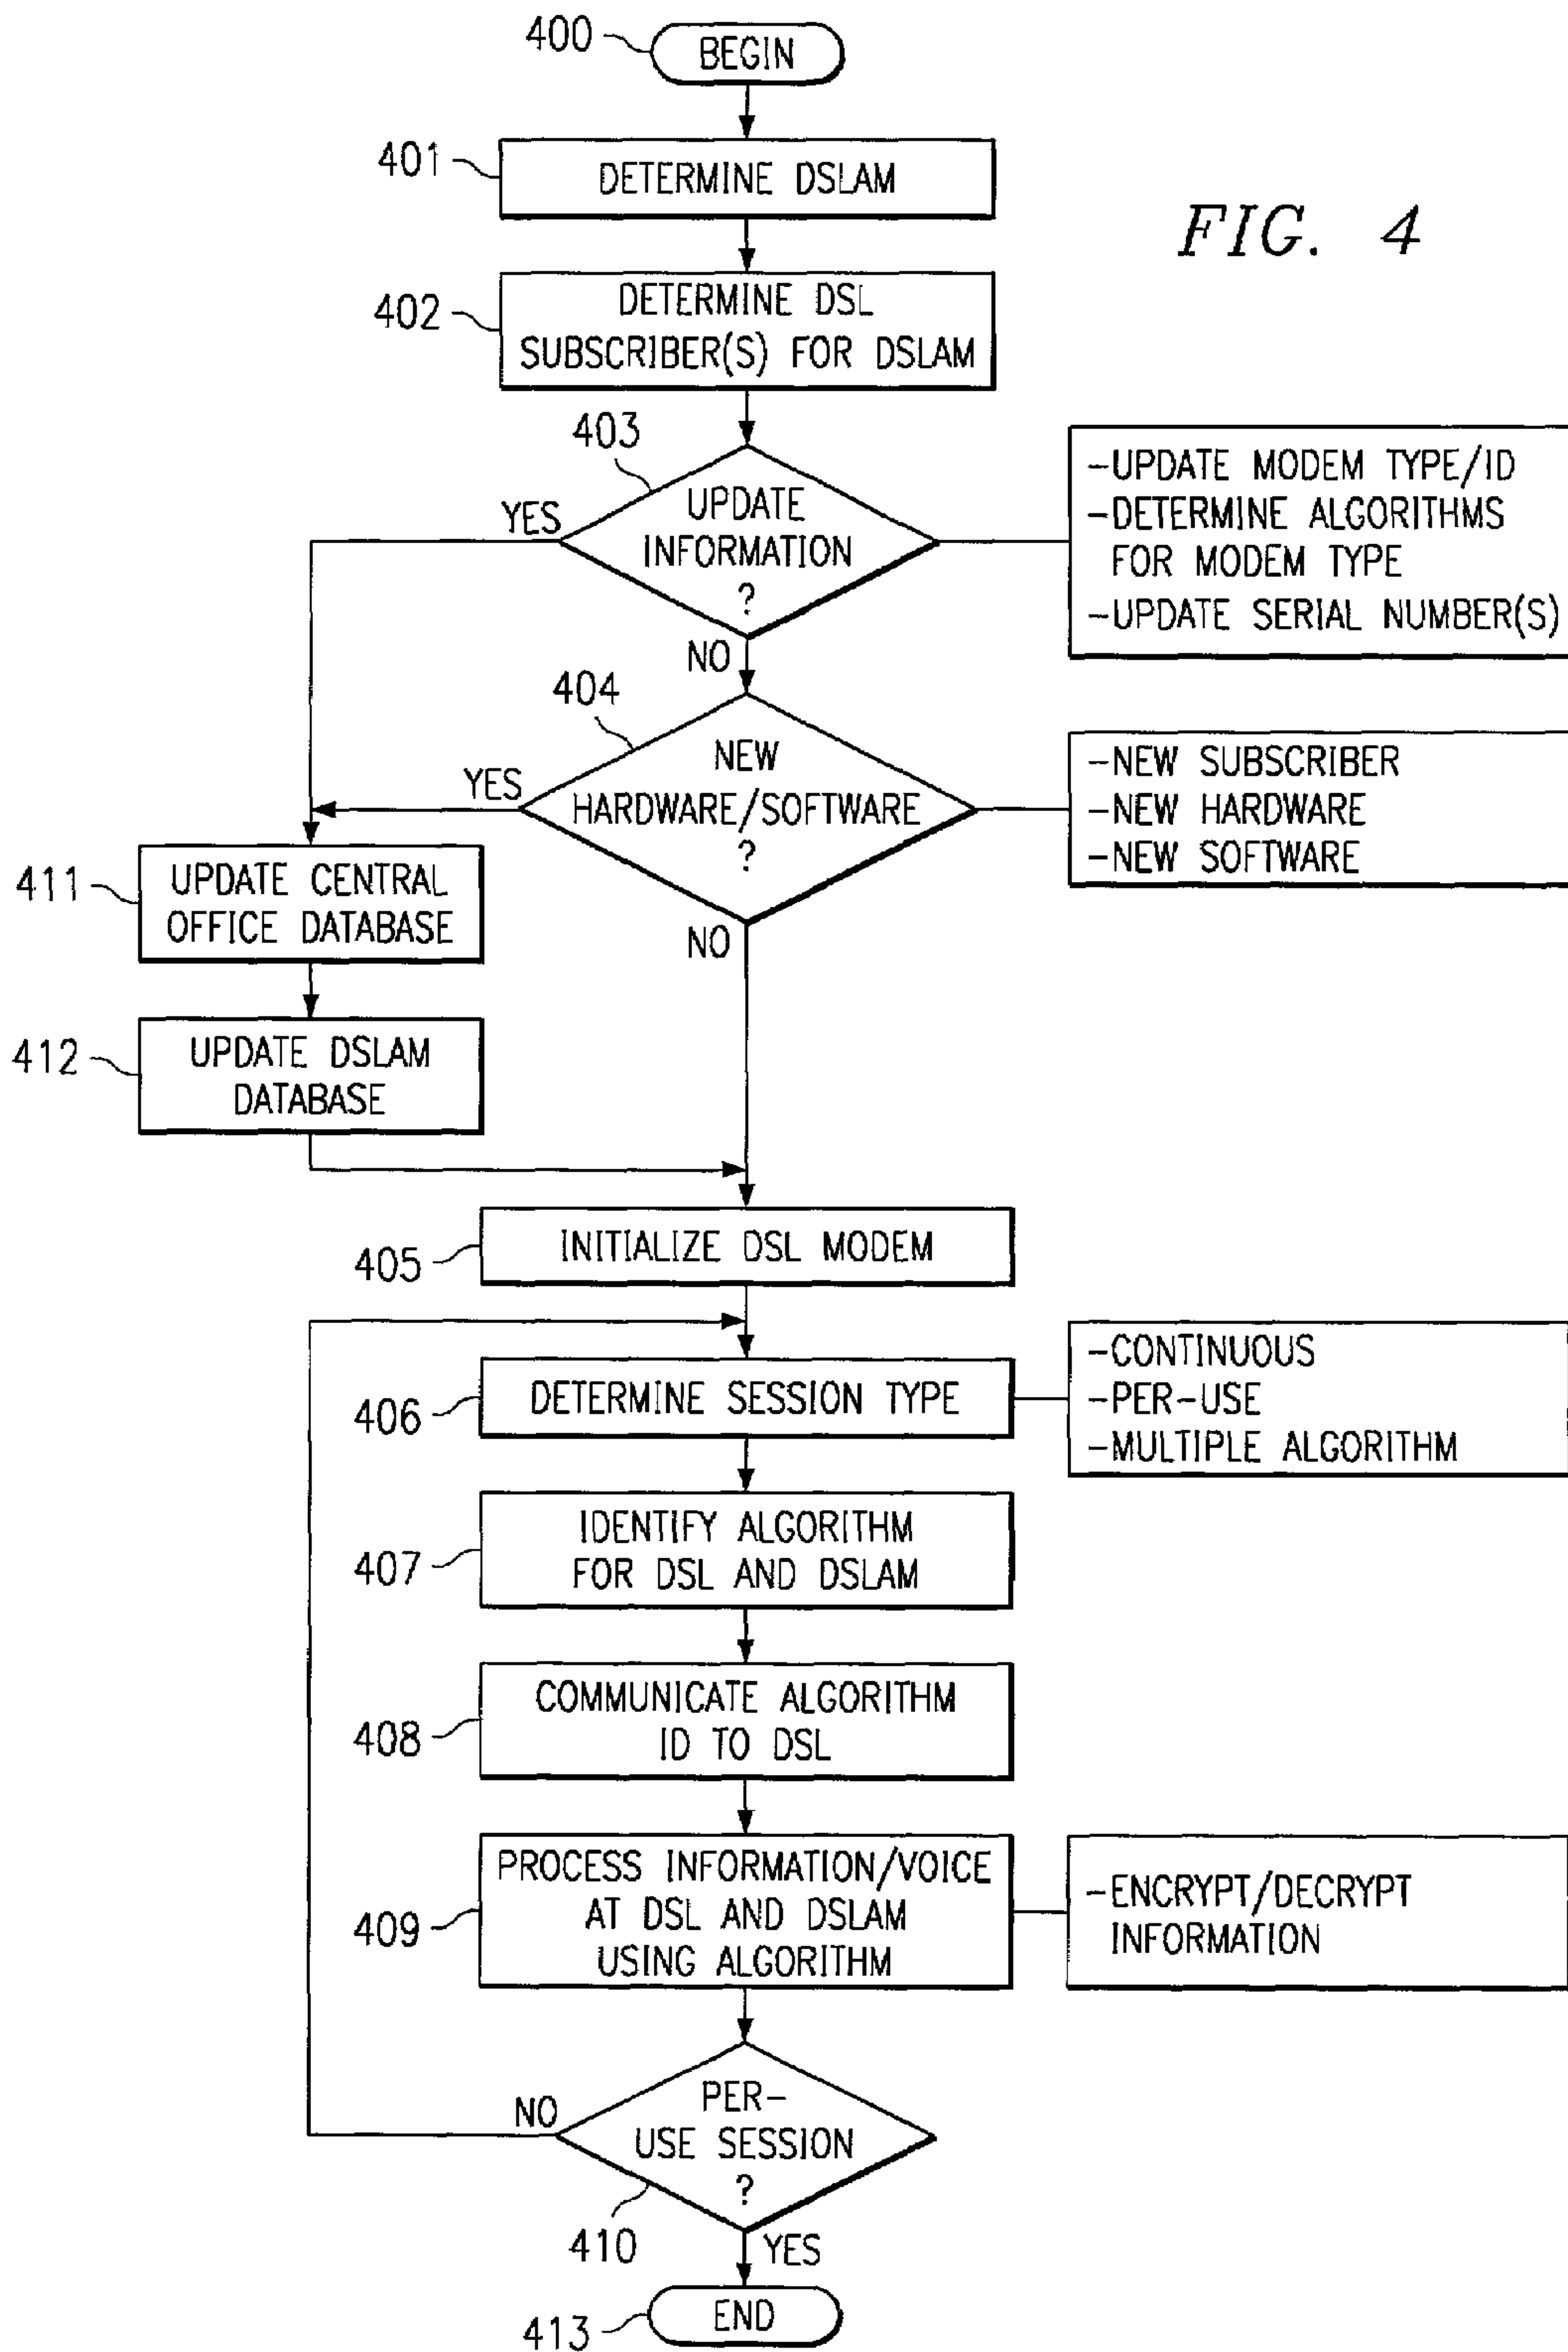 400
BEGIN
401
DETERMINE DSLAM
FIG. 4
402
DETERMINE DSL
SUBSCRIBER(S) FOR DSLAM
403
YES
UPDATE
INFORMATION
?
NO
-UPDATE MODEM TYPE/ID
-DETERMINE ALGORITHMS
FOR MODEM TYPE
-UPDATE SERIAL NUMBER(S)
404
YES
NEW
HARDWARE/SOFTWARE
?
NO
-NEW SUBSCRIBER
-NEW HARDWARE
-NEW SOFTWARE
411
UPDATE CENTRAL
OFFICE DATABASE
412
UPDATE DSLAM
DATABASE
405
INITIALIZE DSL MODEM
406
DETERMINE SESSION TYPE
-CONTINUOUS
-PER-USE
-MULTIPLE ALGORITHM
407
IDENTIFY ALGORITHM
FOR DSL AND DSLAM
408
COMMUNICATE ALGORITHM
ID TO DSL
409
PROCESS INFORMATION/VOICE
AT DSL AND DSLAM
USING ALGORITHM
-ENCRYPT/DECRYPT
INFORMATION
NO
PER-
USE SESSION
?
410
YES
413
END